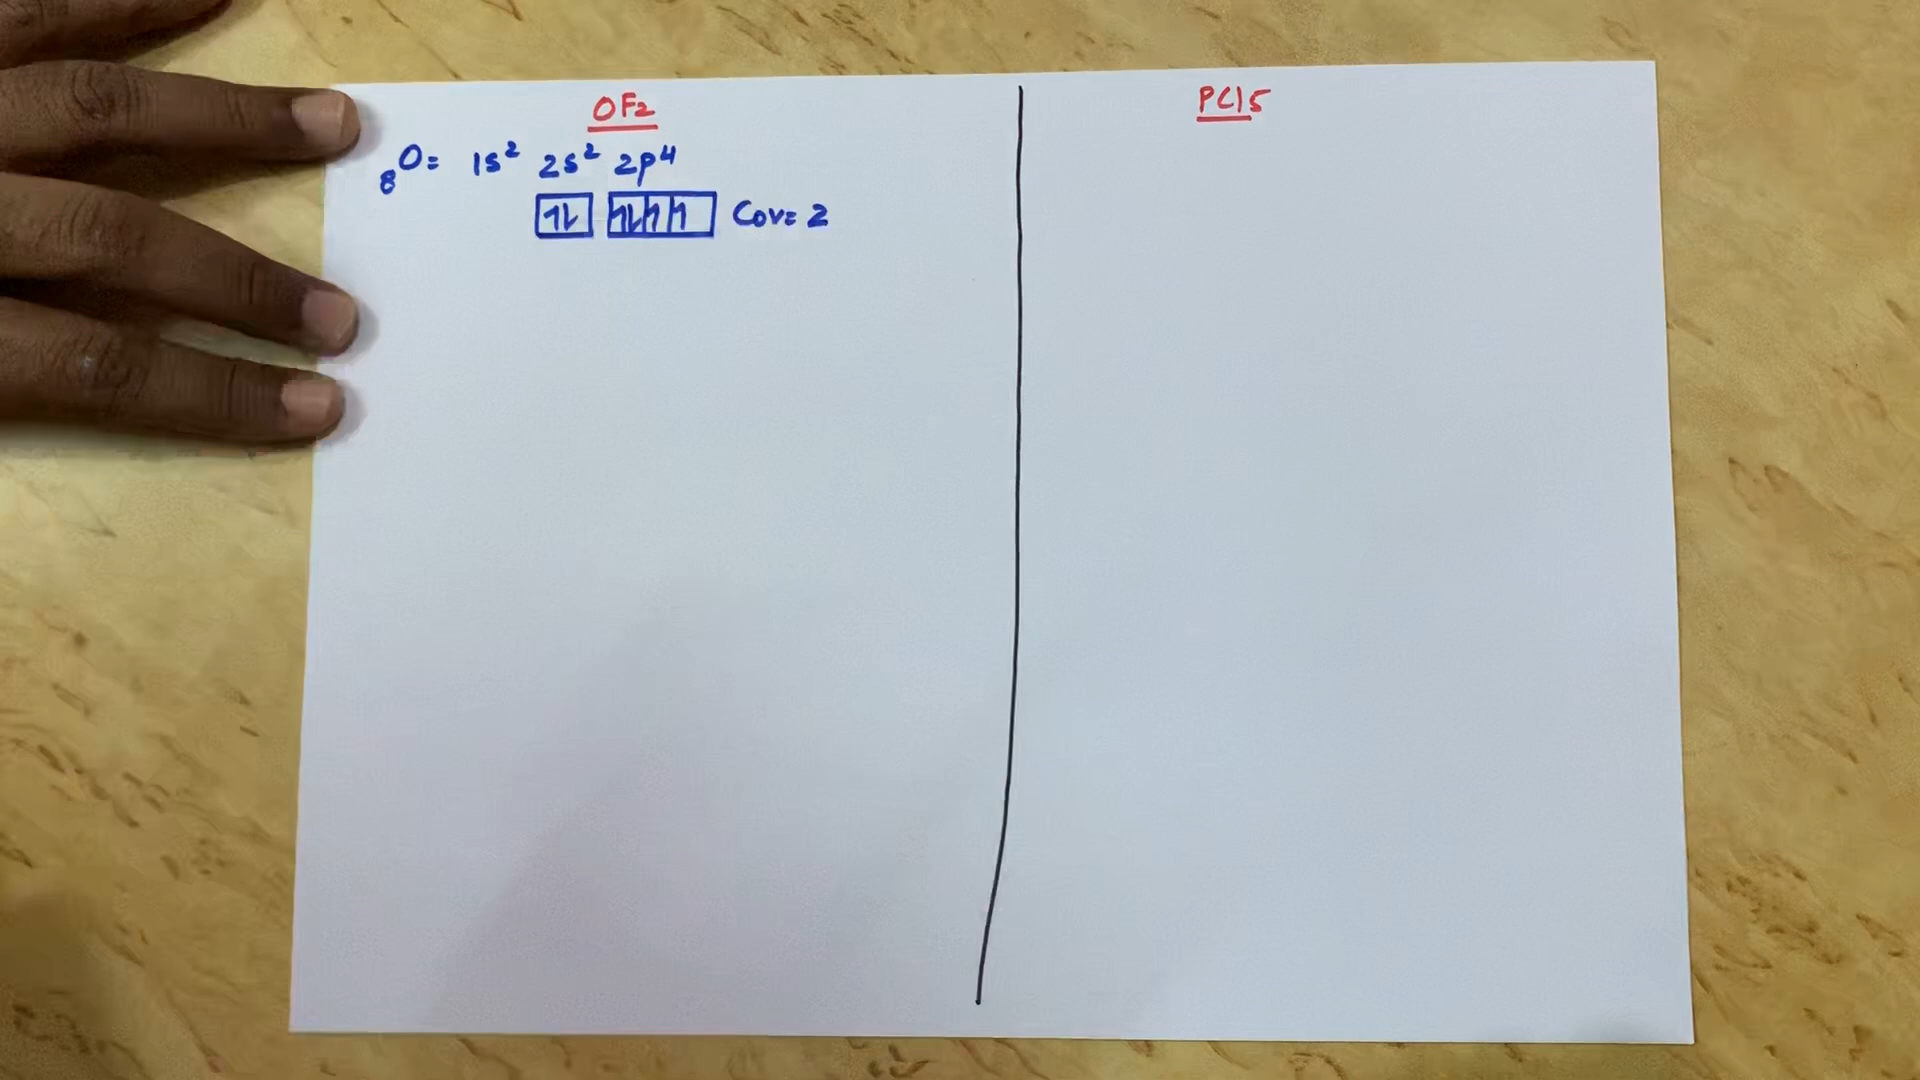 OF2
₈O= 1s² 2s² 2p⁴
⥮ ⥮↿↿ Cov= 2
PCl5